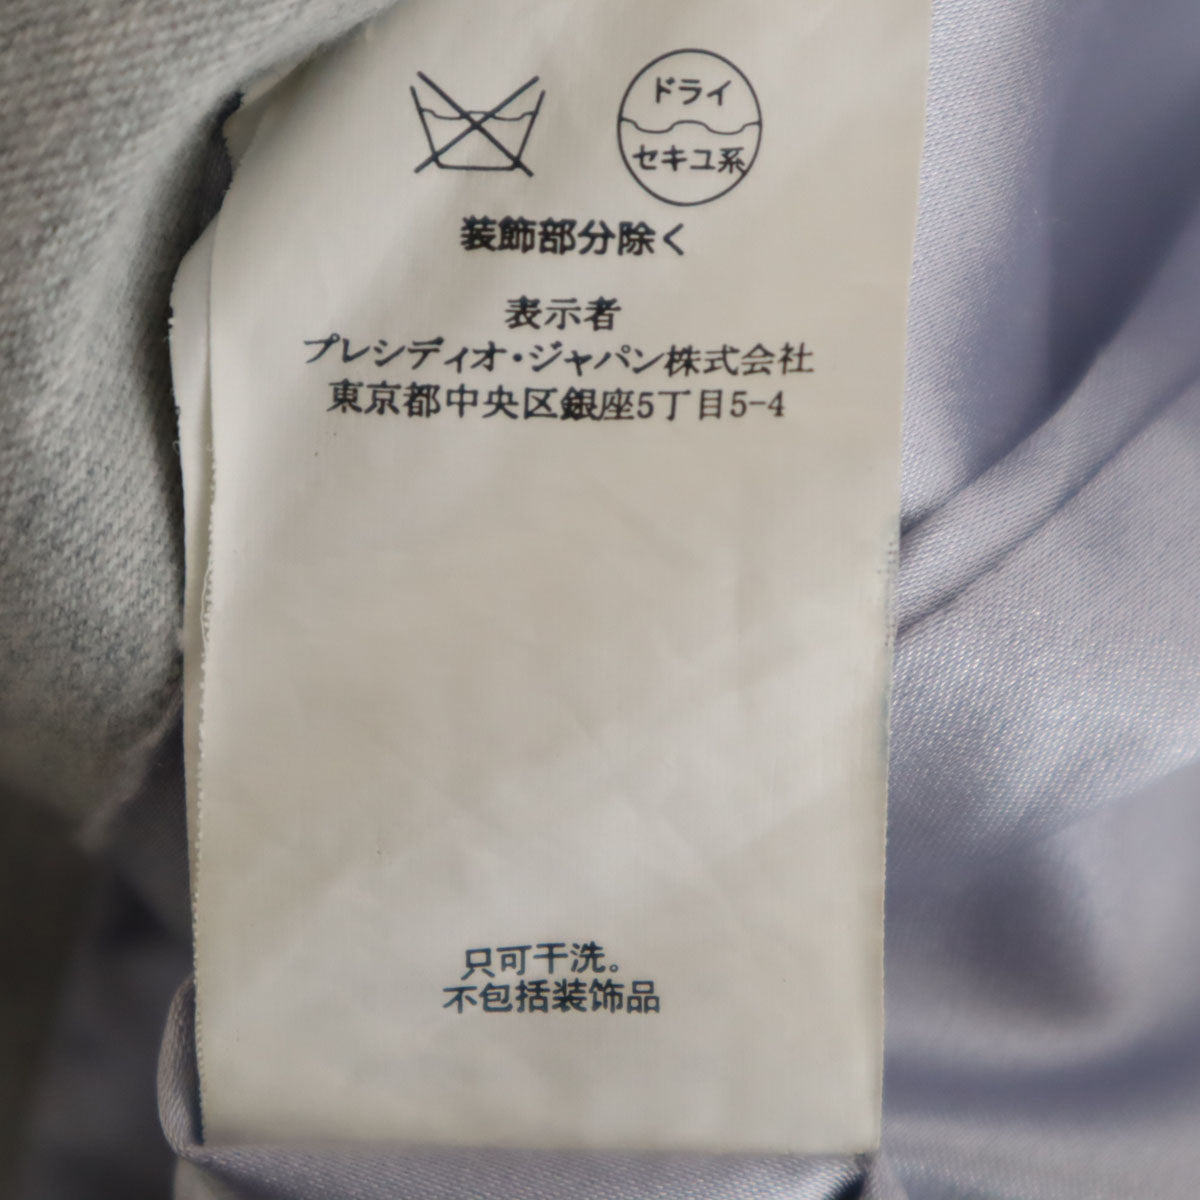 ドライ
セキユ系
装飾部分除く
表示者
プレシディオ・ジャパン株式会社
東京都中央区銀座5丁目5-4
只可干洗。
不包括装饰品